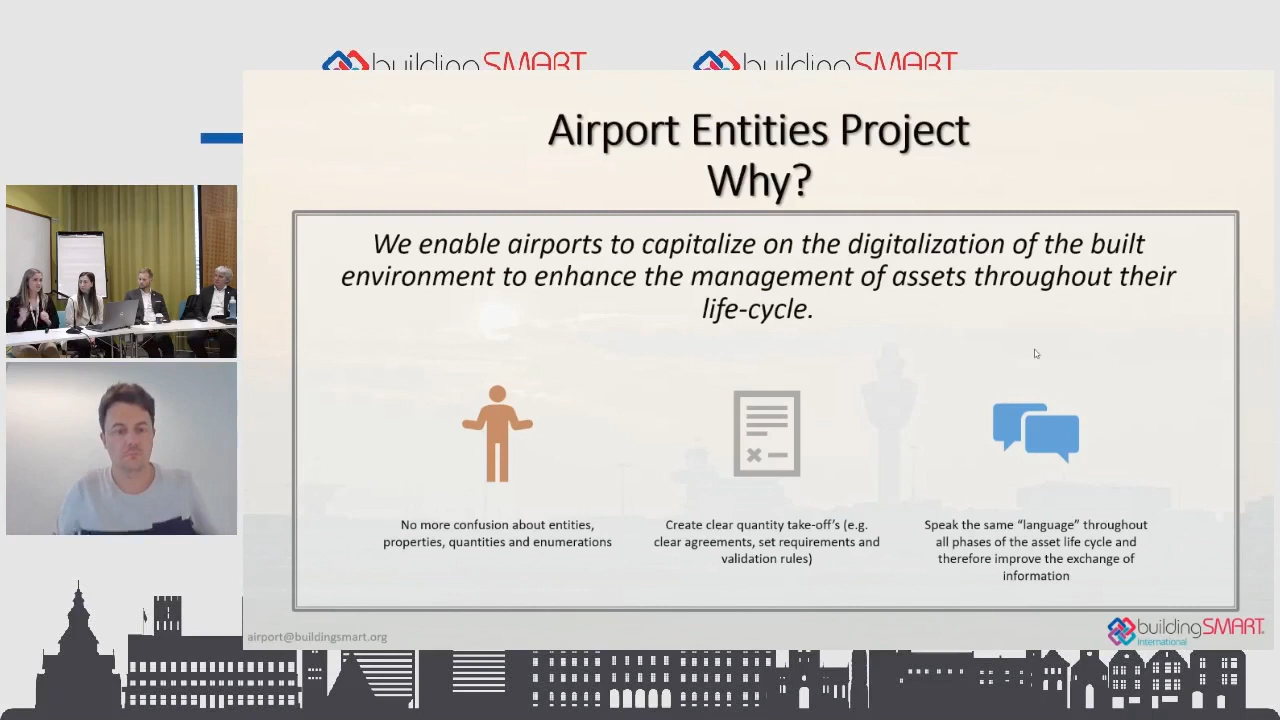 buildingSMART
buildingSMART
Airport Entities Project
Why?
We enable airports to capitalize on the digitalization of the built
environment to enhance the management of assets throughout their
life-cycle.
No more confusion about entities,
properties, quantities and enumerations
Create clear quantity take-off's (e.g.
clear agreements, set requirements and
validation rules)
Speak the same “language” throughout
all phases of the asset life cycle and
therefore improve the exchange of
information
airport@buildingsmart.org
buildingSMART
International